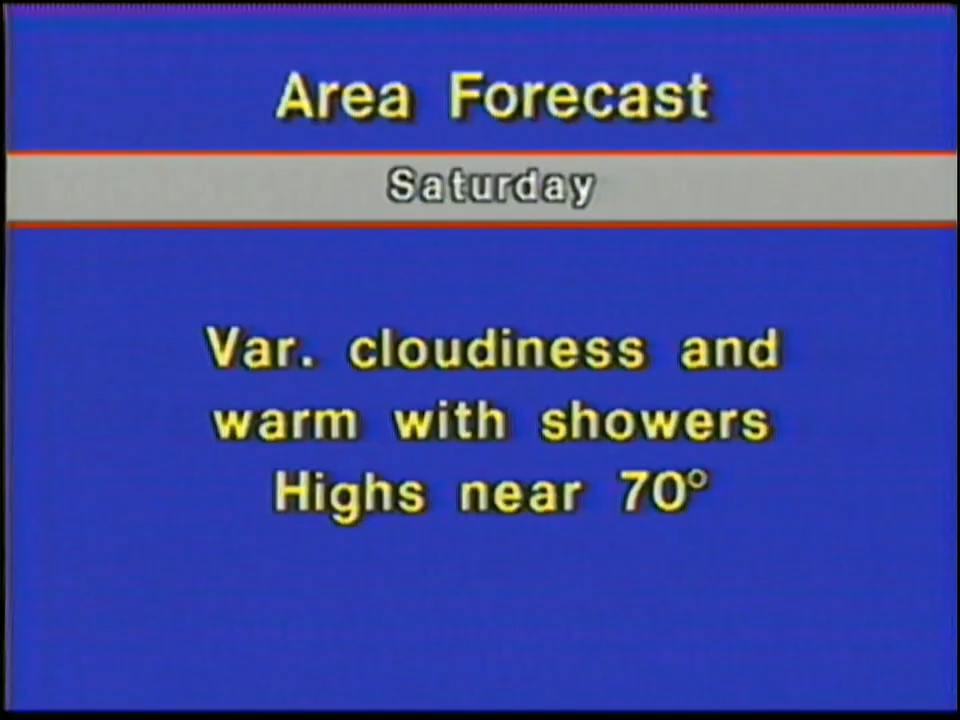 Area Forecast
Saturday
Var. cloudiness and
warm with showers
Highs near 70°